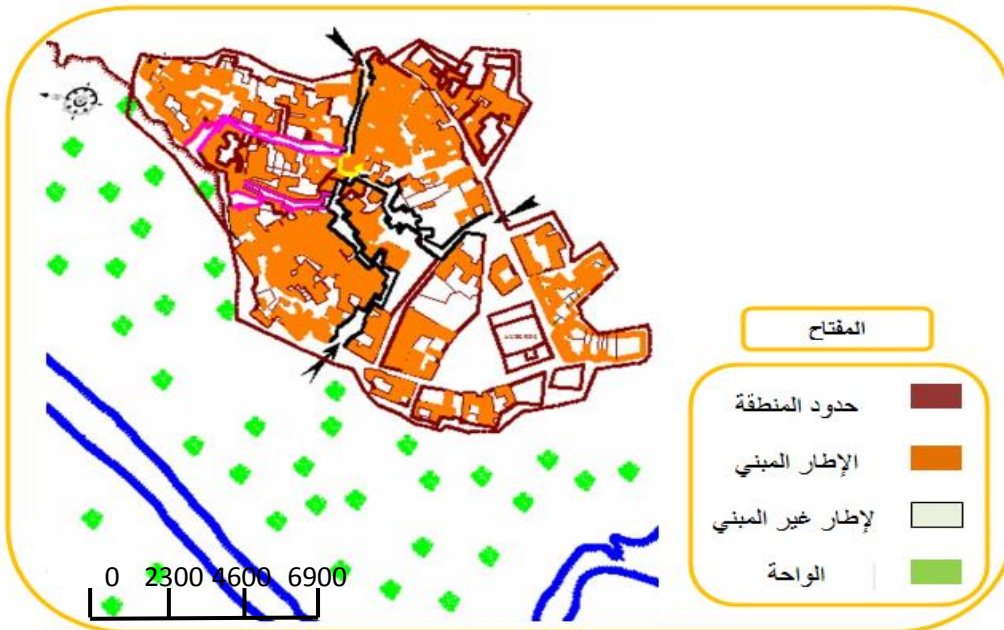 المفتاح
حدود المنطقة
الإطار المبني
لإطار غير المبني
الواحة
0 2300 4600 6900